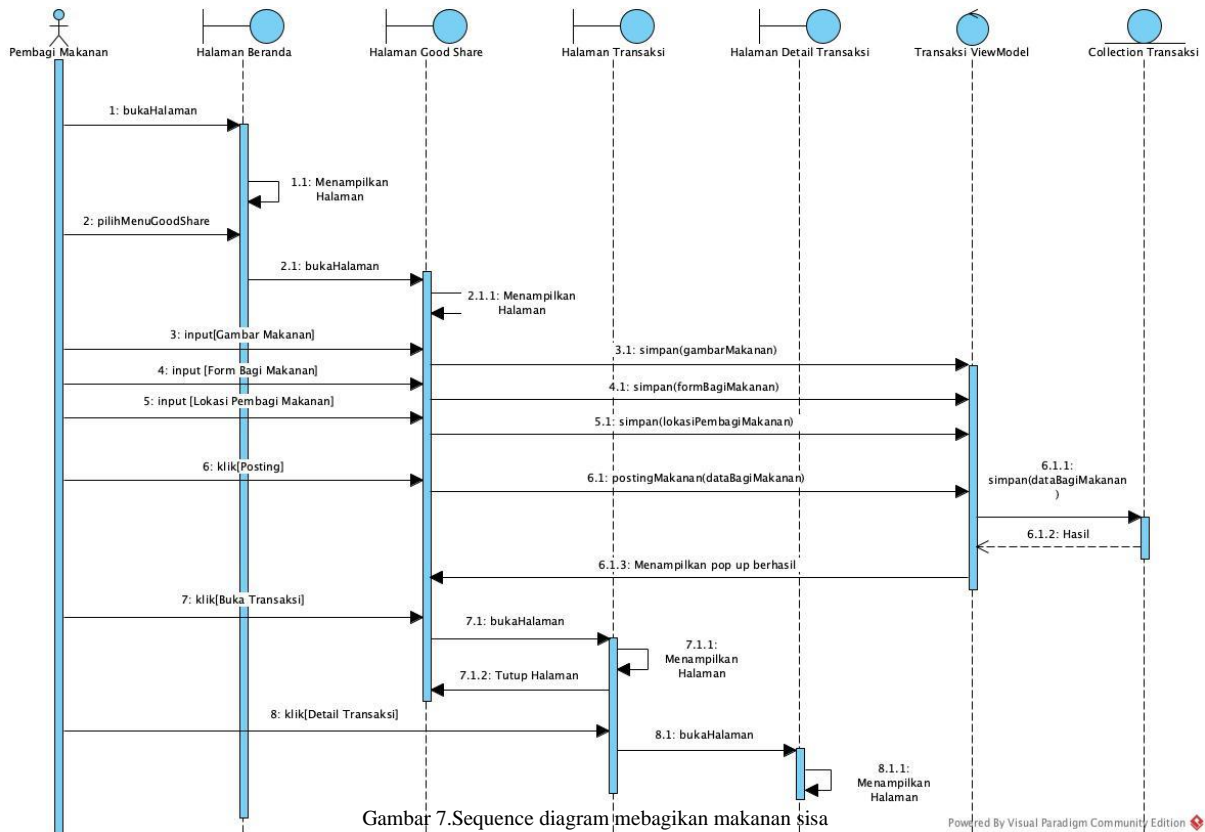 Pembagi Makanan
Halaman Beranda
Halaman Good Share
Halaman Transaksi
Halaman Detail Transaksi
Transaksi ViewModel
Collection Transaksi
1: bukaHalaman
1.1: Menampilkan
Halaman
2: pilihMenuGoodShare
2.1: bukaHalaman
2.1.1: Menampilkan
Halaman
3: input[Gambar Makanan]
3.1: simpan(gambarMakanan)
4: input [Form Bagi Makanan]
4.1: simpan(formBagiMakanan)
5: input [Lokasi Pembagi Makanan]
5.1: simpan(lokasiPembagiMakanan)
6: klik[Posting]
6.1: postingMakanan(dataBagiMakanan)
6.1.1:
simpan(dataBagiMakanan
)
6.1.2: Hasil
6.1.3: Menampilkan pop up berhasil
7: klik[Buka Transaksi]
7.1: bukaHalaman
7.1.1:
Menampilkan
Halaman
7.1.2: Tutup Halaman
8: klik[Detail Transaksi]
8.1: bukaHalaman
8.1.1:
Menampilkan
Halaman
Gambar 7.Sequence diagram mebagikan makanan sisa
Powered By Visual Paradigm Community Edition